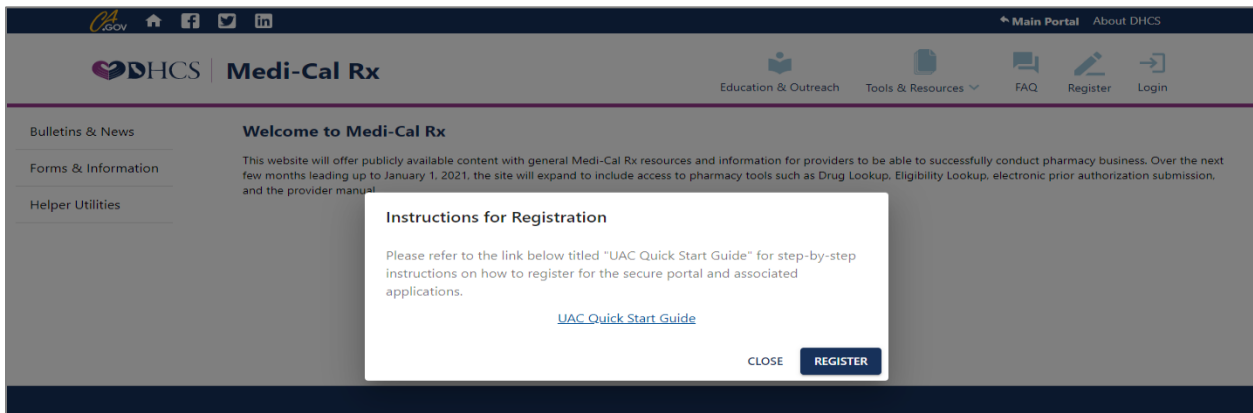 CA.GOV
Main Portal About DHCS
DHCS Medi-Cal Rx
Education & Outreach Tools & Resources FAQ Register Login
Bulletins & News
Forms & Information
Helper Utilities
Welcome to Medi-Cal Rx
This website will offer publicly available content with general Medi-Cal Rx resources and information for providers to be able to successfully conduct pharmacy business. Over the next
few months leading up to January 1, 2021, the site will expand to include access to pharmacy tools such as Drug Lookup, Eligibility Lookup, electronic prior authorization submission,
and the provider manual
Instructions for Registration
Please refer to the link below titled "UAC Quick Start Guide" for step-by-step
instructions on how to register for the secure portal and associated
applications.
UAC Quick Start Guide
CLOSE REGISTER